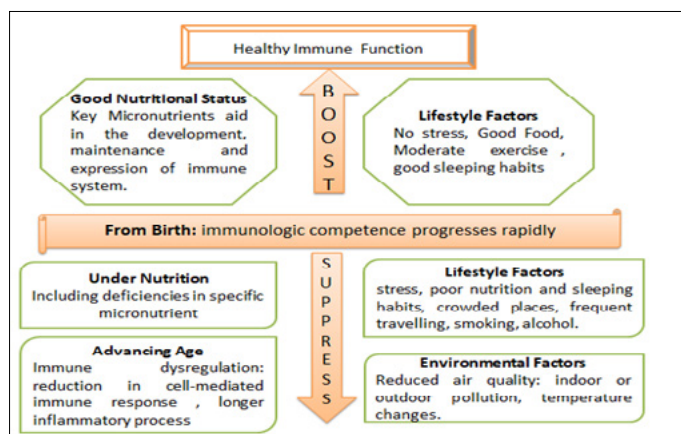 Healthy Immune Function
Good Nutritional Status
Key Micronutrients aid
in the development,
maintenance and
expression of immune
system.
BOOST
Lifestyle Factors
No stress, Good Food,
Moderate exercise ,
good sleeping habits
From Birth: immunologic competence progresses rapidly
Under Nutrition
Including deficiencies in specific
micronutrient
SUPPRESS
Lifestyle Factors
stress, poor nutrition and sleeping
habits, crowded places, frequent
travelling, smoking, alcohol.
Advancing Age
Immune dysregulation:
reduction in cell-mediated
immune response , longer
inflammatory process
Environmental Factors
Reduced air quality: indoor or
outdoor pollution, temperature
changes.